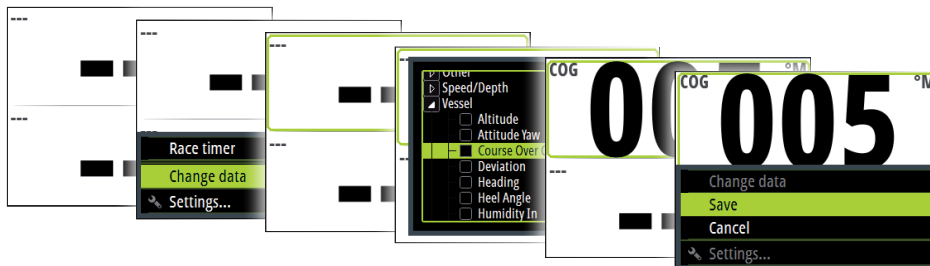 ---
---
---
---
Race timer
Change data
Settings...
---
---
Other
Speed/Depth
Vessel
Altitude
Attitude Yaw
Course Over
Deviation
Heading
Heel Angle
Humidity In
COG
°M
---
COG
°M
005
Change data
Save
Cancel
Settings...